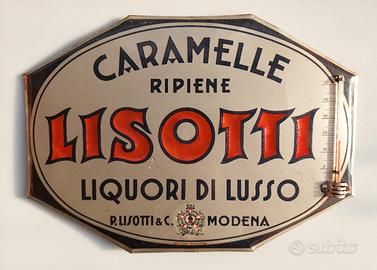 CARAMELLE
RIPIENE
LISOTTI
LIQUORI DI LUSSO
P. LISOTTI & C. MODENA
subito